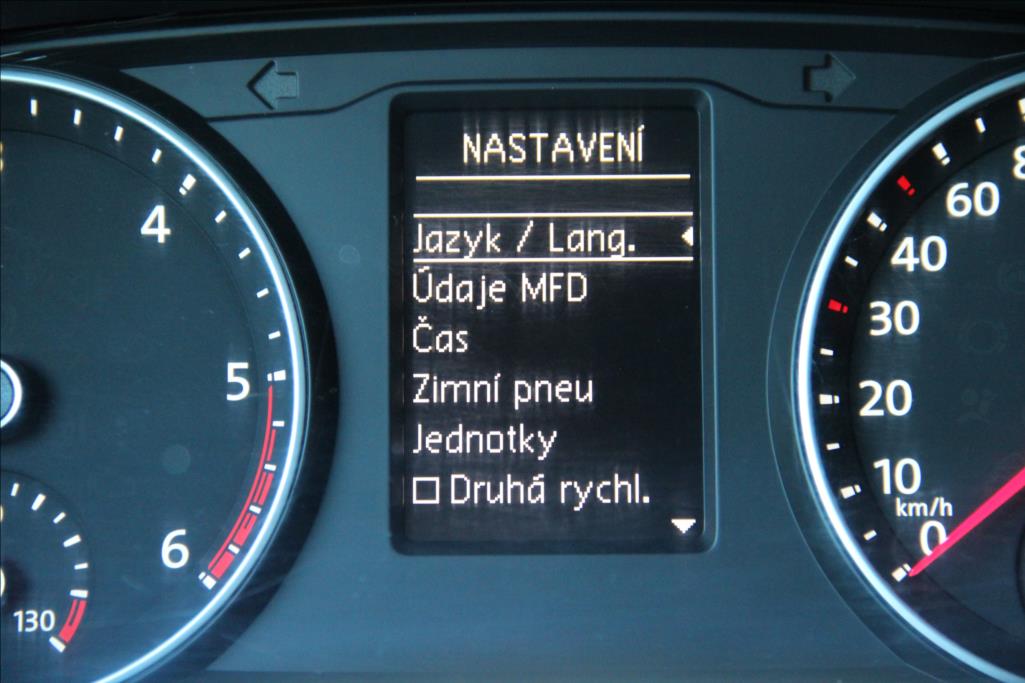 NASTAVENÍ
Jazyk / Lang.
Údaje MFD
Čas
Zimní pneu
Jednotky
Druhá rychl.
4
5
6
130
60
40
30
20
10
km/h
0